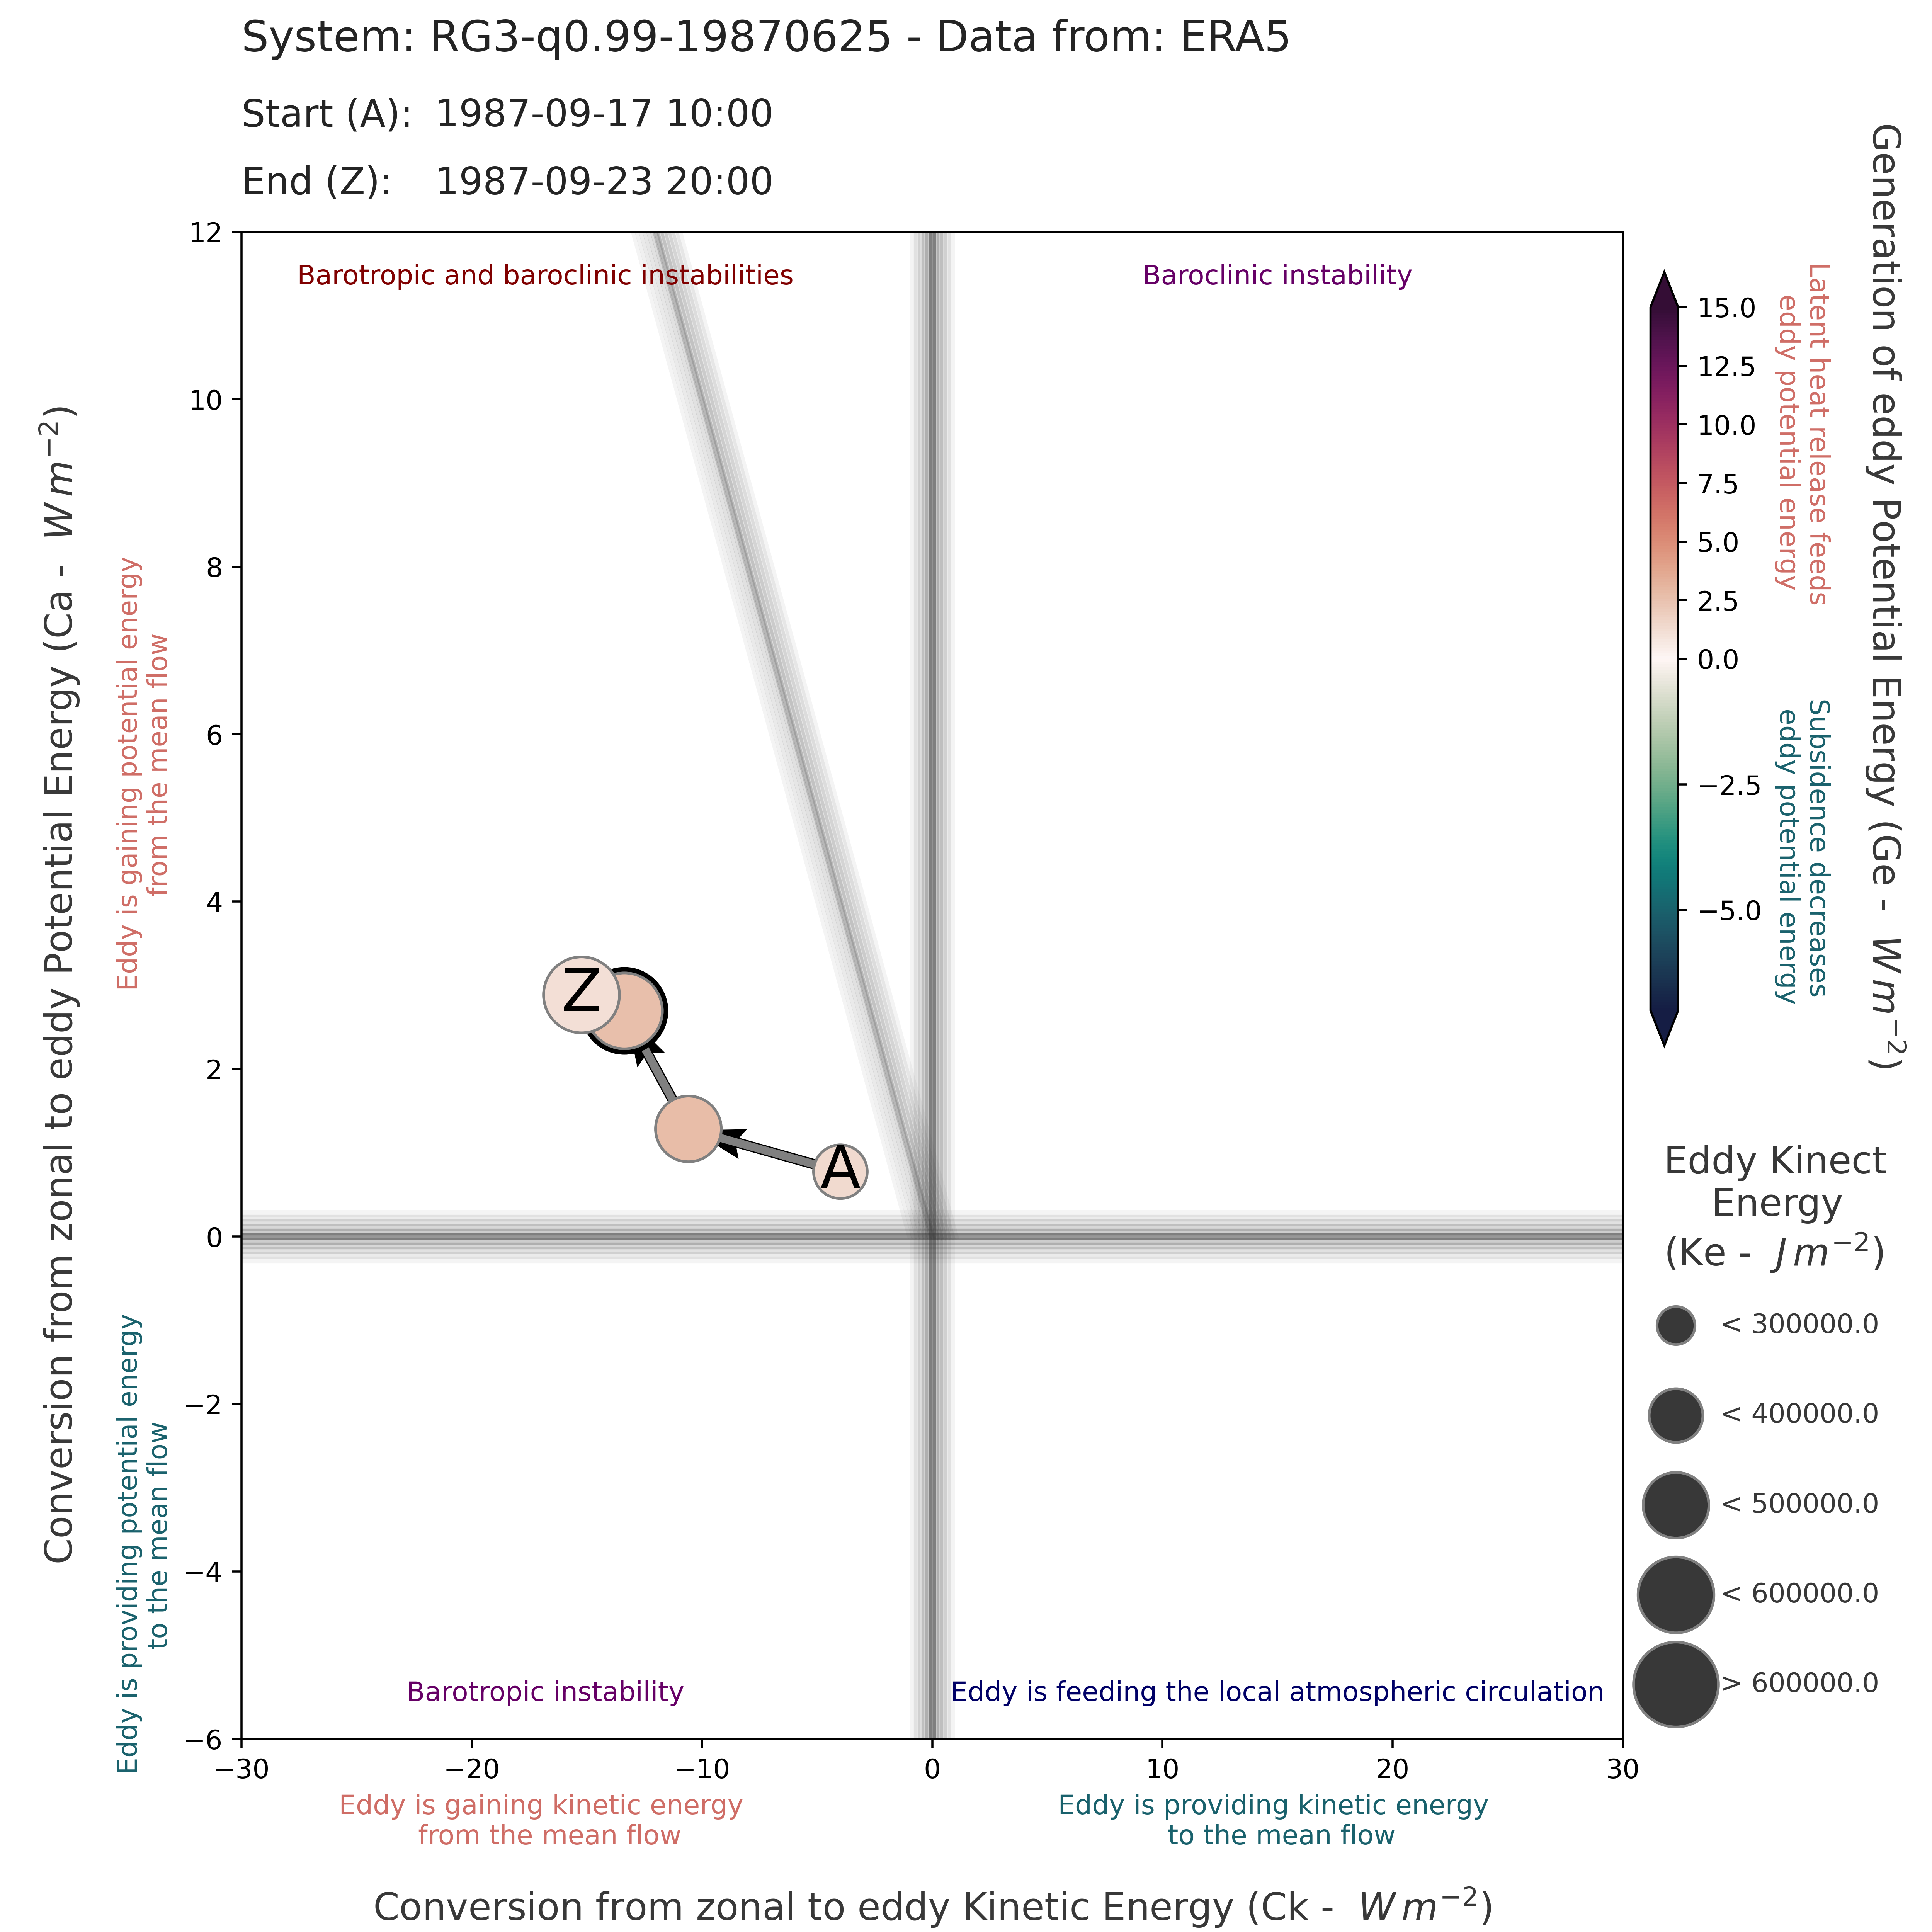 System: RG3-q0.99-19870625 - Data from: ERA5
Start (A): 1987-09-17 10:00
End (Z): 1987-09-23 20:00
Barotropic and baroclinic instabilities
Baroclinic instability
Z
A
Barotropic instability
Eddy is feeding the local atmospheric circulation
12
10
8
6
4
2
0
−2
−4
−6
−30
−20
−10
0
10
20
30
Conversion from zonal to eddy Potential Energy (Ca - W m⁻²)
Eddy is gaining potential energy
from the mean flow
Eddy is providing potential energy
to the mean flow
Eddy is gaining kinetic energy
from the mean flow
Eddy is providing kinetic energy
to the mean flow
Conversion from zonal to eddy Kinetic Energy (Ck - W m⁻²)
15.0
12.5
10.0
7.5
5.0
2.5
0.0
−2.5
−5.0
Latent heat release feeds
eddy potential energy
Subsidence decreases
eddy potential energy
Generation of eddy Potential Energy (Ge - W m⁻²)
Eddy Kinect
Energy
(Ke - J m⁻²)
< 300000.0
< 400000.0
< 500000.0
< 600000.0
> 600000.0